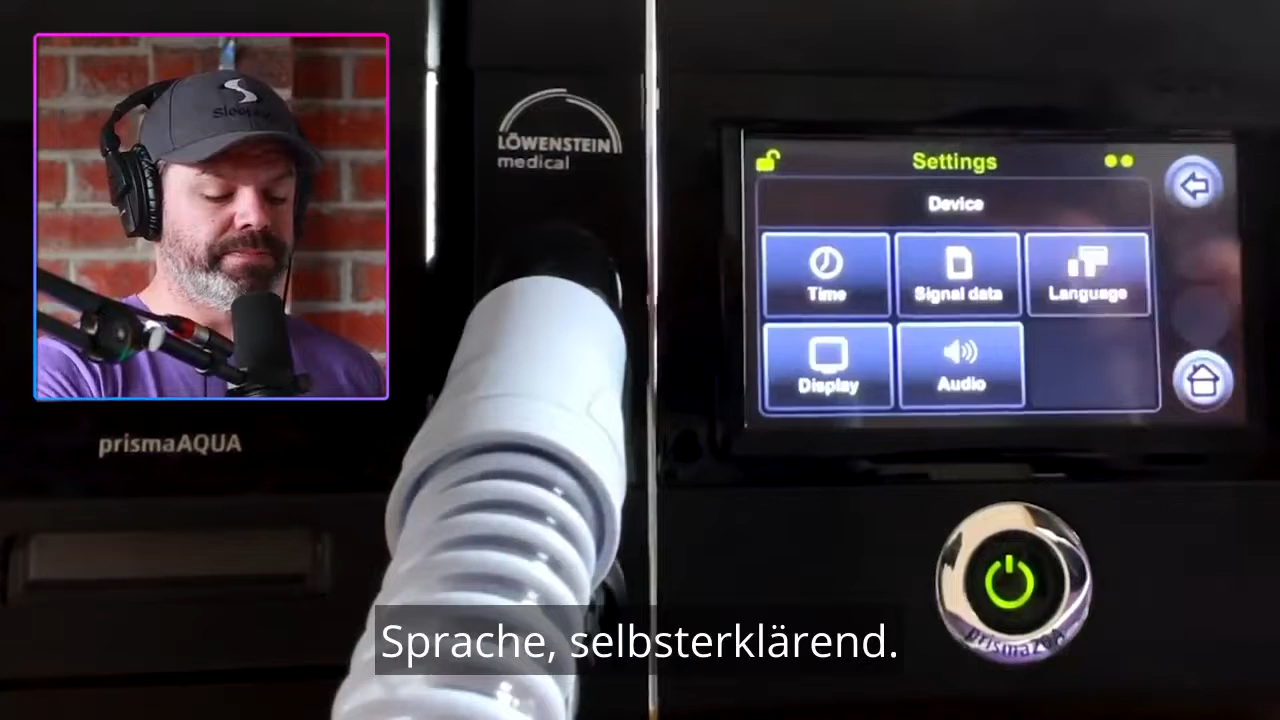 LÖWENSTEIN
medical
Settings
Device
Time
Signal data
Language
Display
Audio
prismaAQUA
Sprache, selbsterklärend.